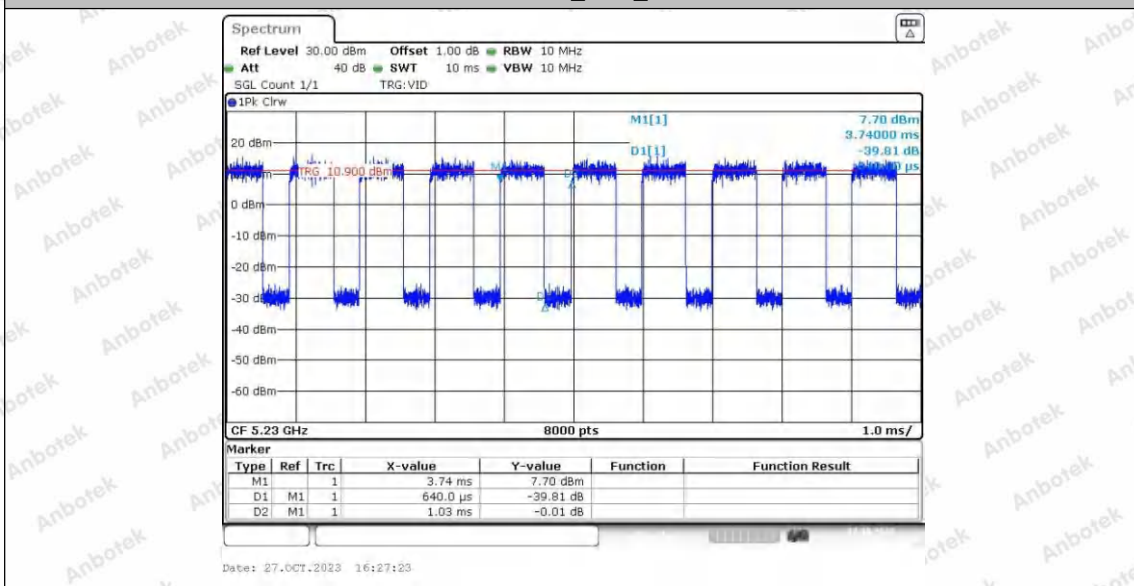 Spectrum
Ref Level 30.00 dBm Offset 1.00 dB RBW 10 MHz
Att 40 dB SWT 10 ms VBW 10 MHz
SGL Count 1/1 TRG:VID
1Pk Clrw
M1[1] 7.70 dBm
3.74000 ms
20 dBm
D1[1] -39.81 dB
µs
TRG 10.900 dBm
0 dBm
-10 dBm
-20 dBm
-30
-40 dBm
-50 dBm
-60 dBm
CF 5.23 GHz 8000 pts 1.0 ms/
Marker
Type Ref Trc X-value Y-value Function Function Result
M1 1 3.74 ms 7.70 dBm
D1 M1 1 640.0 µs -39.81 dB
D2 M1 1 1.03 ms -0.01 dB
Date: 27.OCT.2023 16:27:23
Anbotek